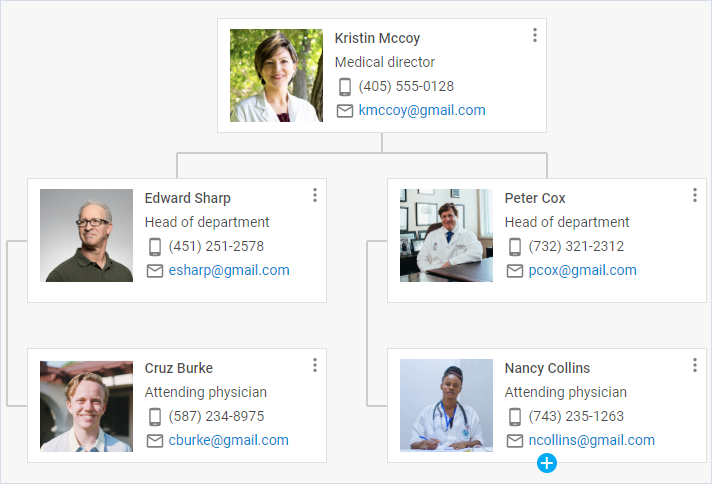 Kristin Mccoy
Medical director
(405) 555-0128
kmccoy@gmail.com
Edward Sharp
Head of department
(451) 251-2578
esharp@gmail.com
Peter Cox
Head of department
(732) 321-2312
pcox@gmail.com
Cruz Burke
Attending physician
(587) 234-8975
cburke@gmail.com
Nancy Collins
Attending physician
(743) 235-1263
ncollins@gmail.com